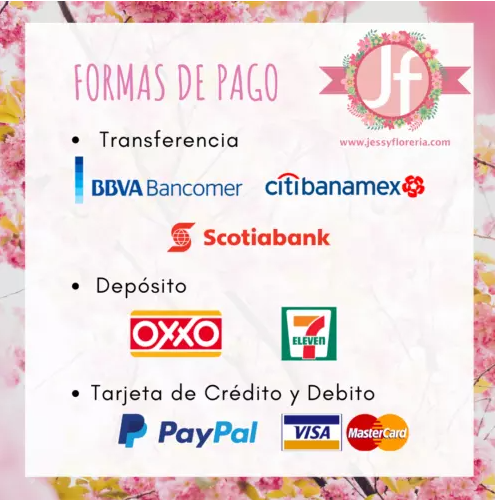 FORMAS DE PAGO
Jf
www.jessyfloreria.com
• Transferencia
BBVA Bancomer
citibanamex
Scotiabank
• Depósito
OXXO
7
ELEVEN
• Tarjeta de Crédito y Debito
PayPal
VISA
MasterCard